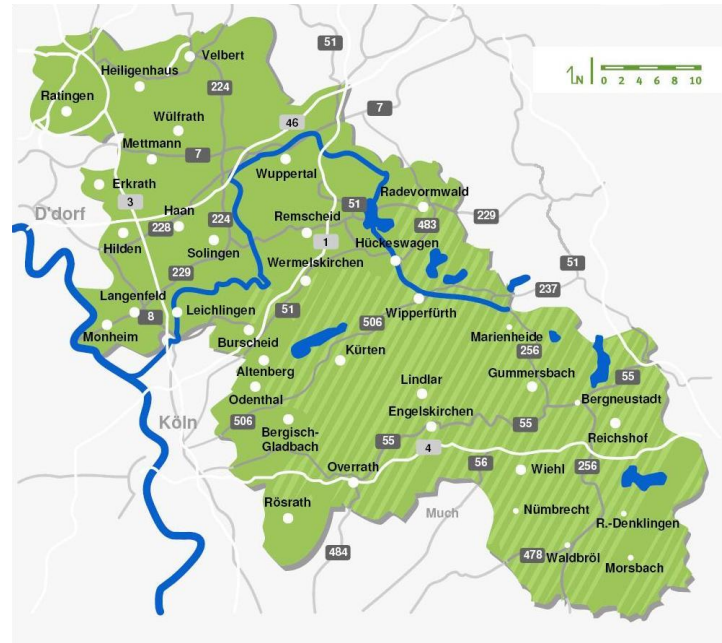 51
Velbert
Heiligenhaus
224
N
0 2 4 6 8 10
Ratingen
7
Wülfrath
46
Mettmann
7
Wuppertal
Erkrath
3
Radevormwald
D'dorf
Haan
224
51
229
228
Remscheid
483
Hilden
Solingen
1
Hückeswagen
Wermelskirchen
51
229
237
Langenfeld
8
Leichlingen
51
Wipperfürth
Monheim
506
Marienheide
Burscheid
256
Kürten
Altenberg
Gummersbach
55
Odenthal
Lindlar
Bergneustadt
Köln
506
Engelskirchen
55
Reichshof
Bergisch-
Gladbach
55
4
Overrath
56
Wiehl
256
Rösrath
Much
Nümbrecht
R.-Denklingen
484
478
Waldbröl
Morsbach